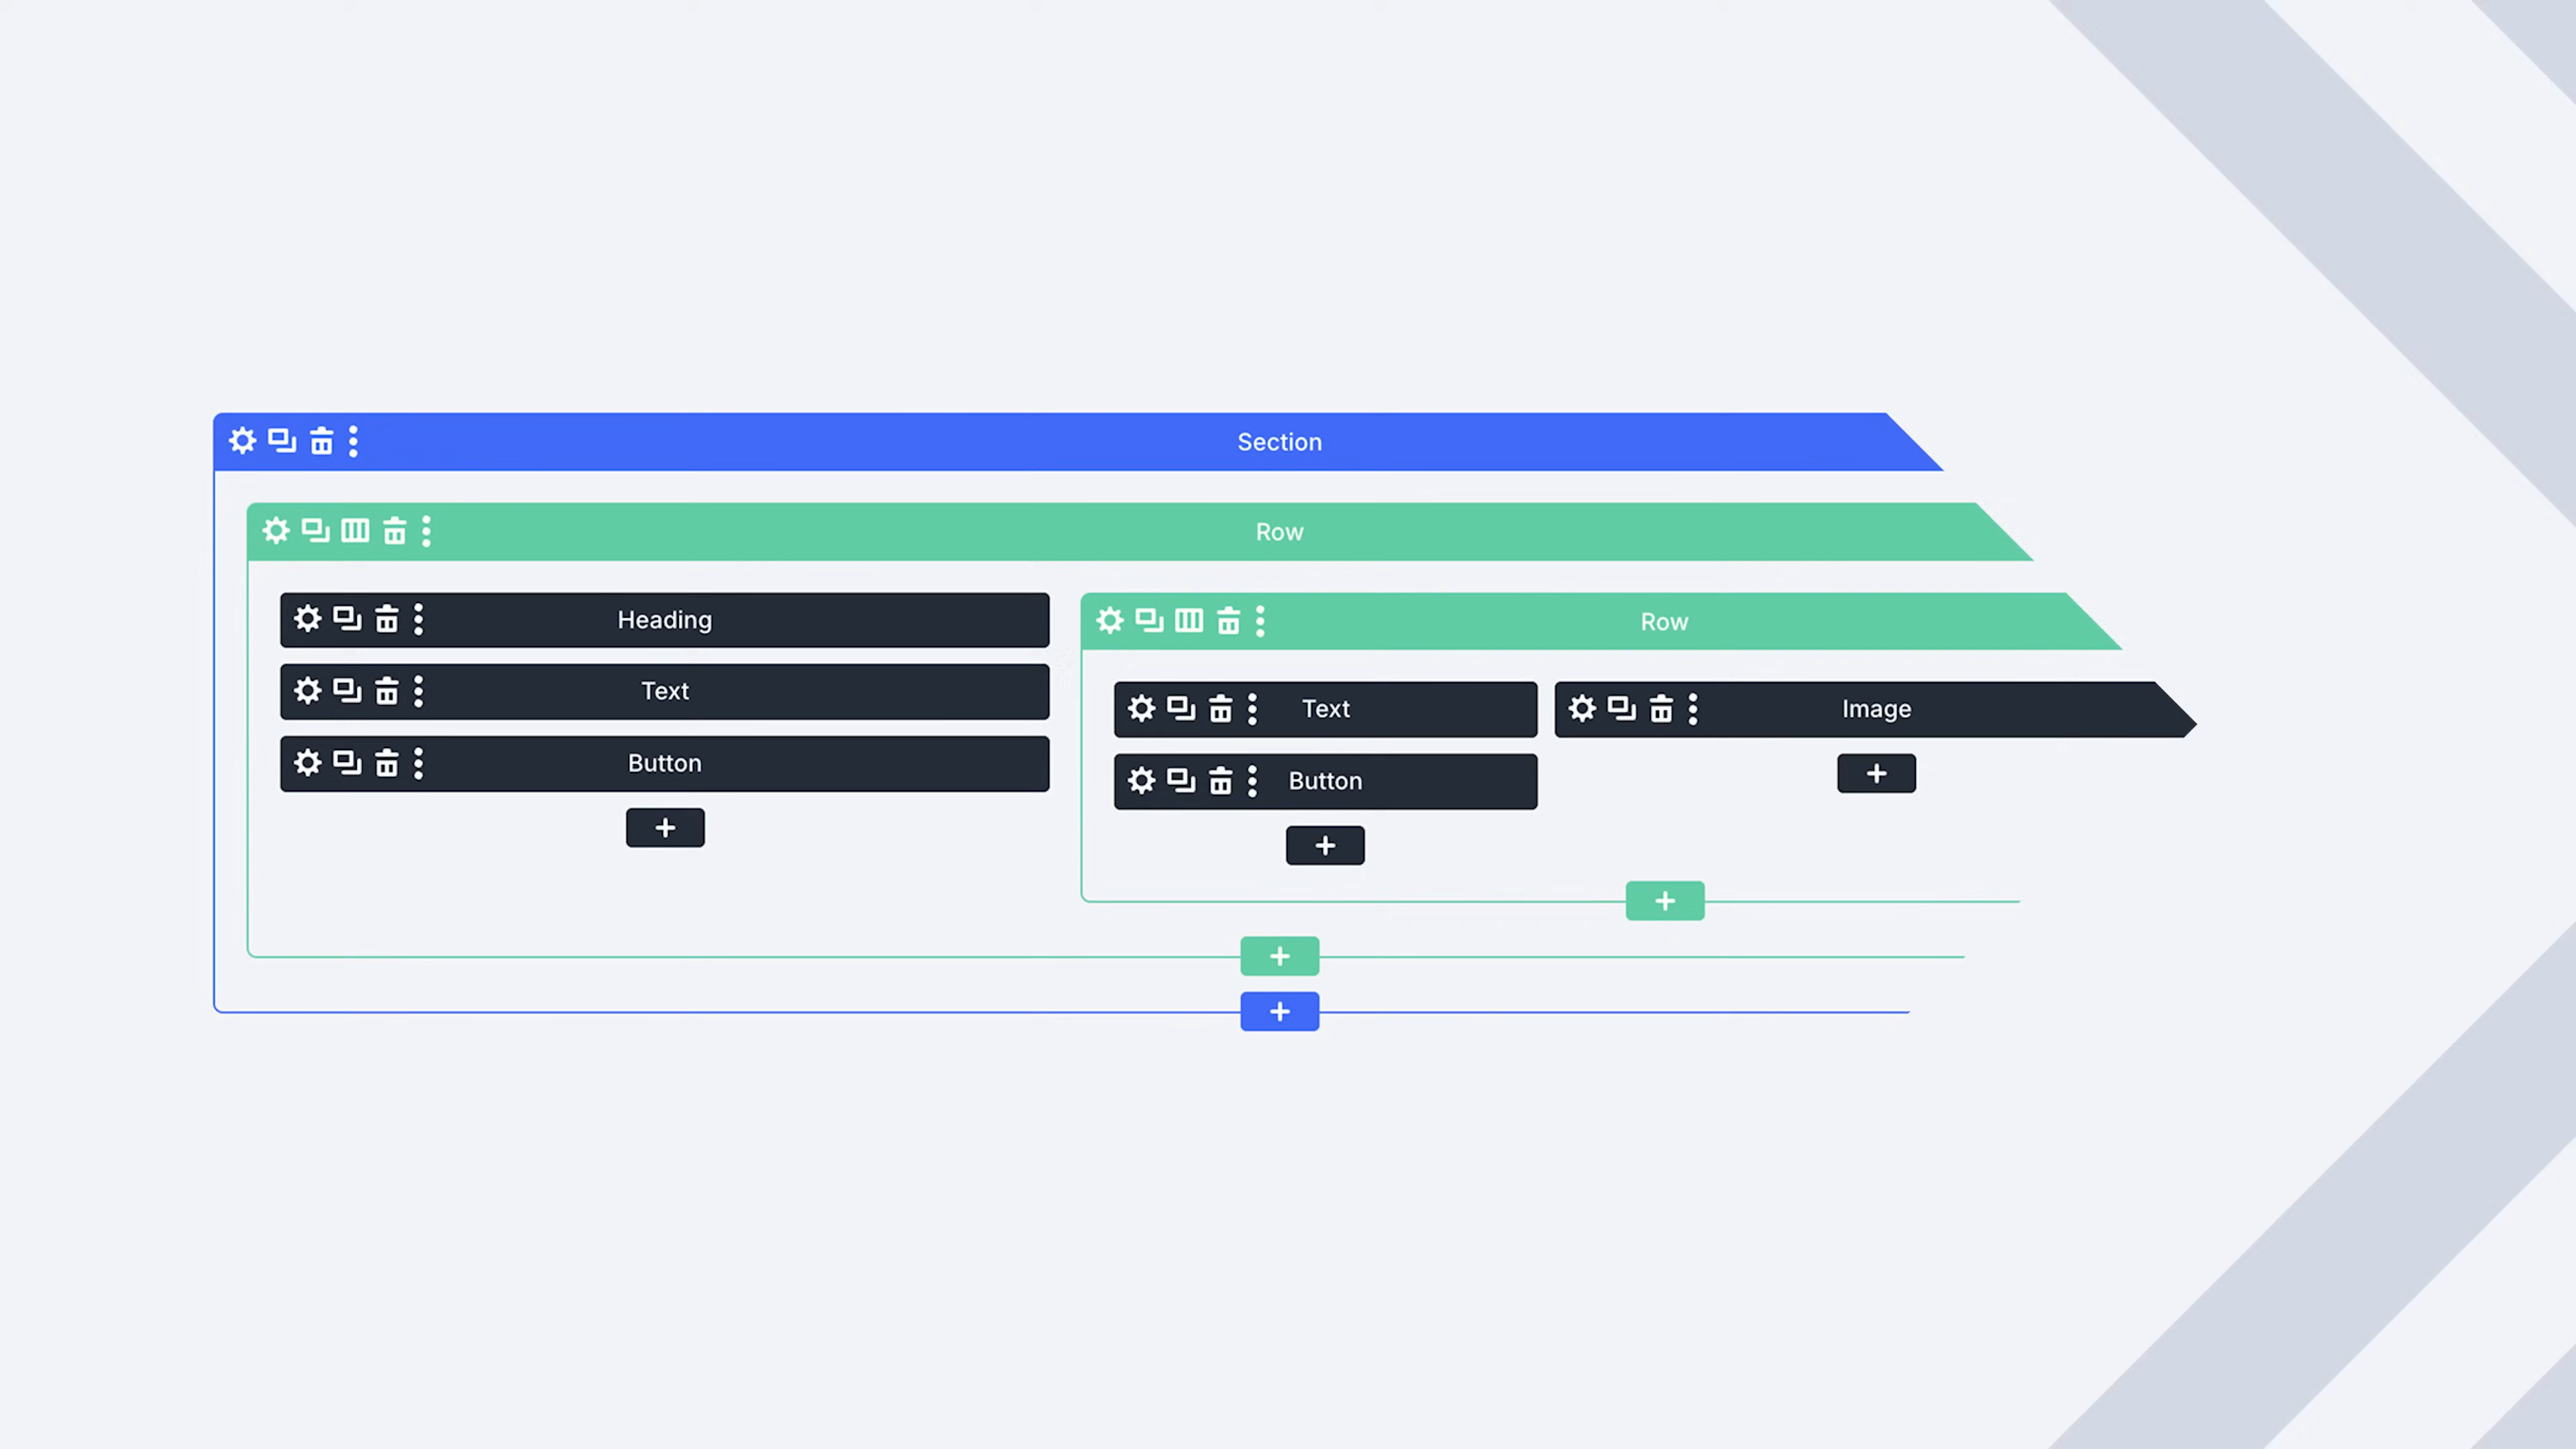 Section
Row
Heading
Text
Button
Row
Text
Button
Image